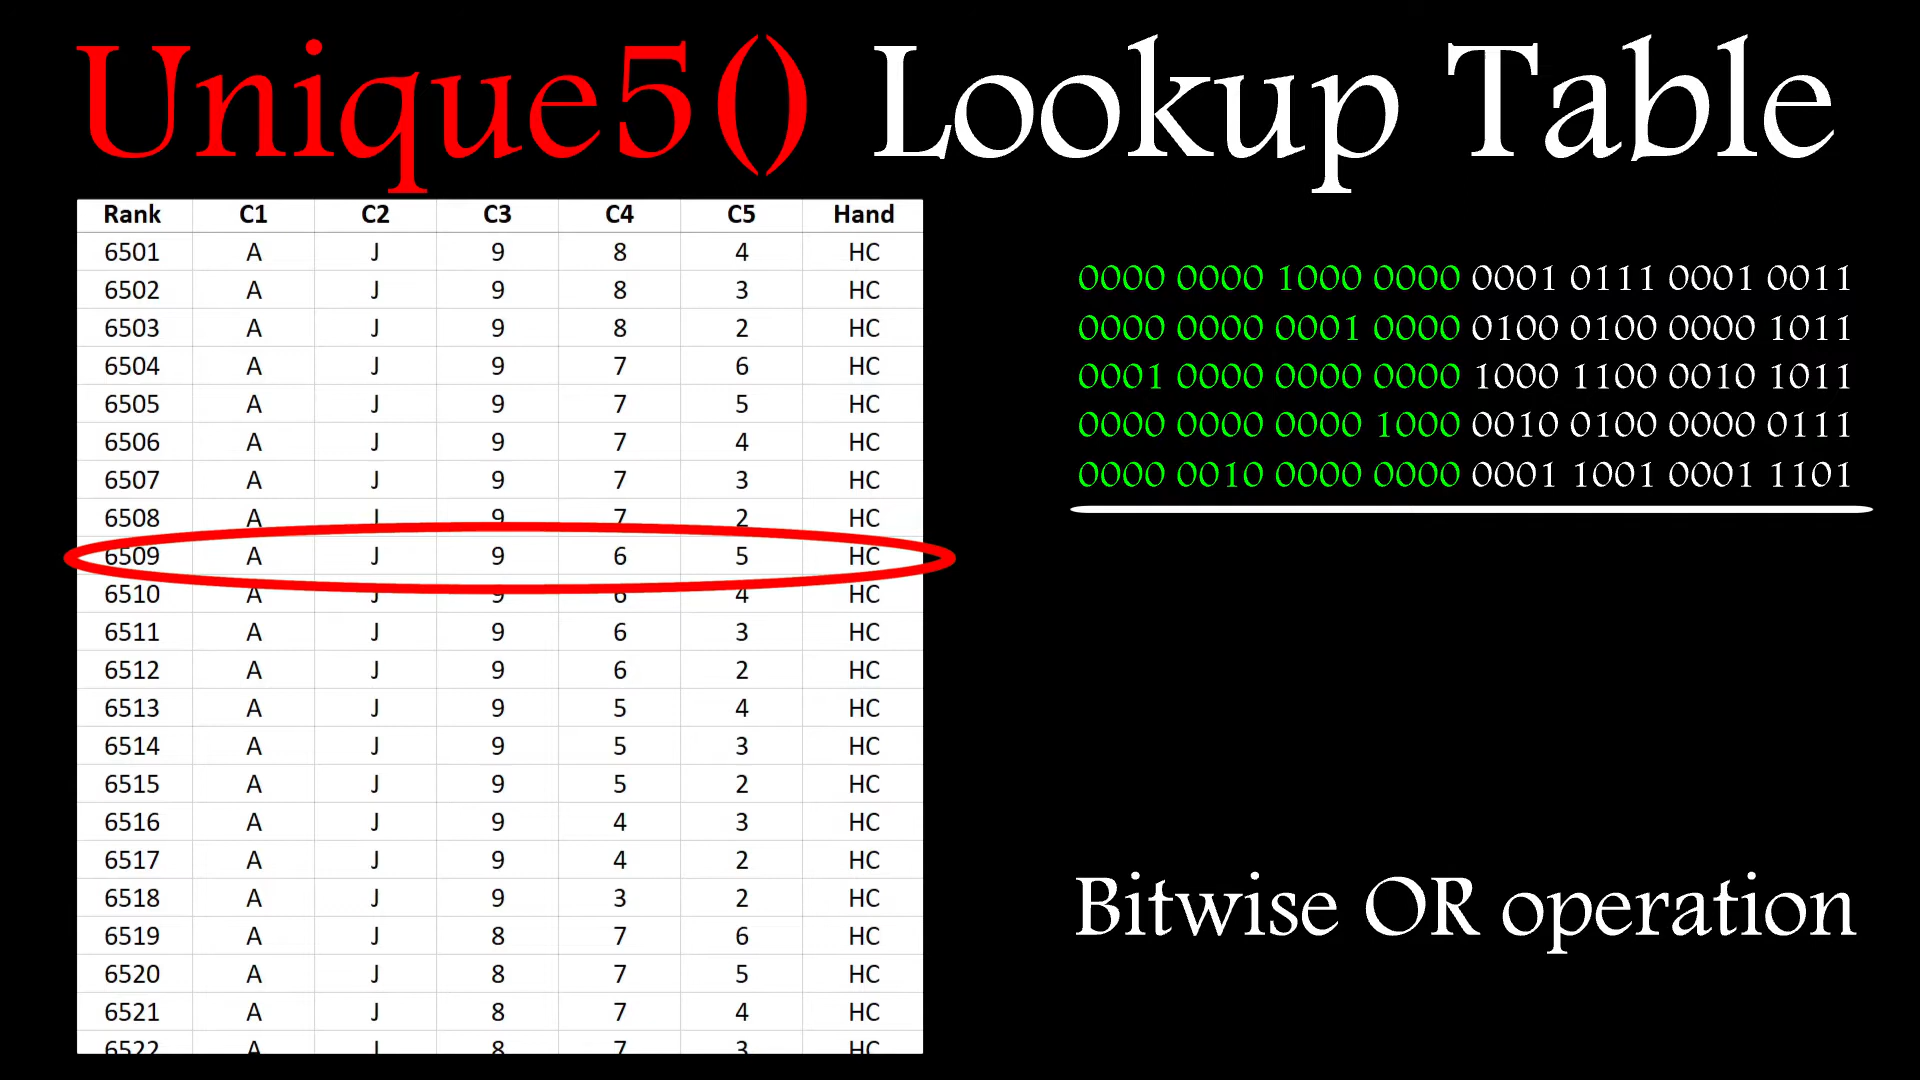 Unique5() Lookup Table
Rank C1 C2 C3 C4 C5 Hand
6501 A J 9 8 4 HC
6502 A J 9 8 3 HC
6503 A J 9 8 2 HC
6504 A J 9 7 6 HC
6505 A J 9 7 5 HC
6506 A J 9 7 4 HC
6507 A J 9 7 3 HC
6508 A J 9 7 2 HC
6509 A J 9 6 5 HC
6510 A J 9 6 4 HC
6511 A J 9 6 3 HC
6512 A J 9 6 2 HC
6513 A J 9 5 4 HC
6514 A J 9 5 3 HC
6515 A J 9 5 2 HC
6516 A J 9 4 3 HC
6517 A J 9 4 2 HC
6518 A J 9 3 2 HC
6519 A J 8 7 6 HC
6520 A J 8 7 5 HC
6521 A J 8 7 4 HC
6522 A J 8 7 3 HC
0000 0000 1000 0000 0001 0111 0001 0011
0000 0000 0001 0000 0100 0100 0000 1011
0001 0000 0000 0000 1000 1100 0010 1011
0000 0000 0000 1000 0010 0100 0000 0111
0000 0010 0000 0000 0001 1001 0001 1101
Bitwise OR operation